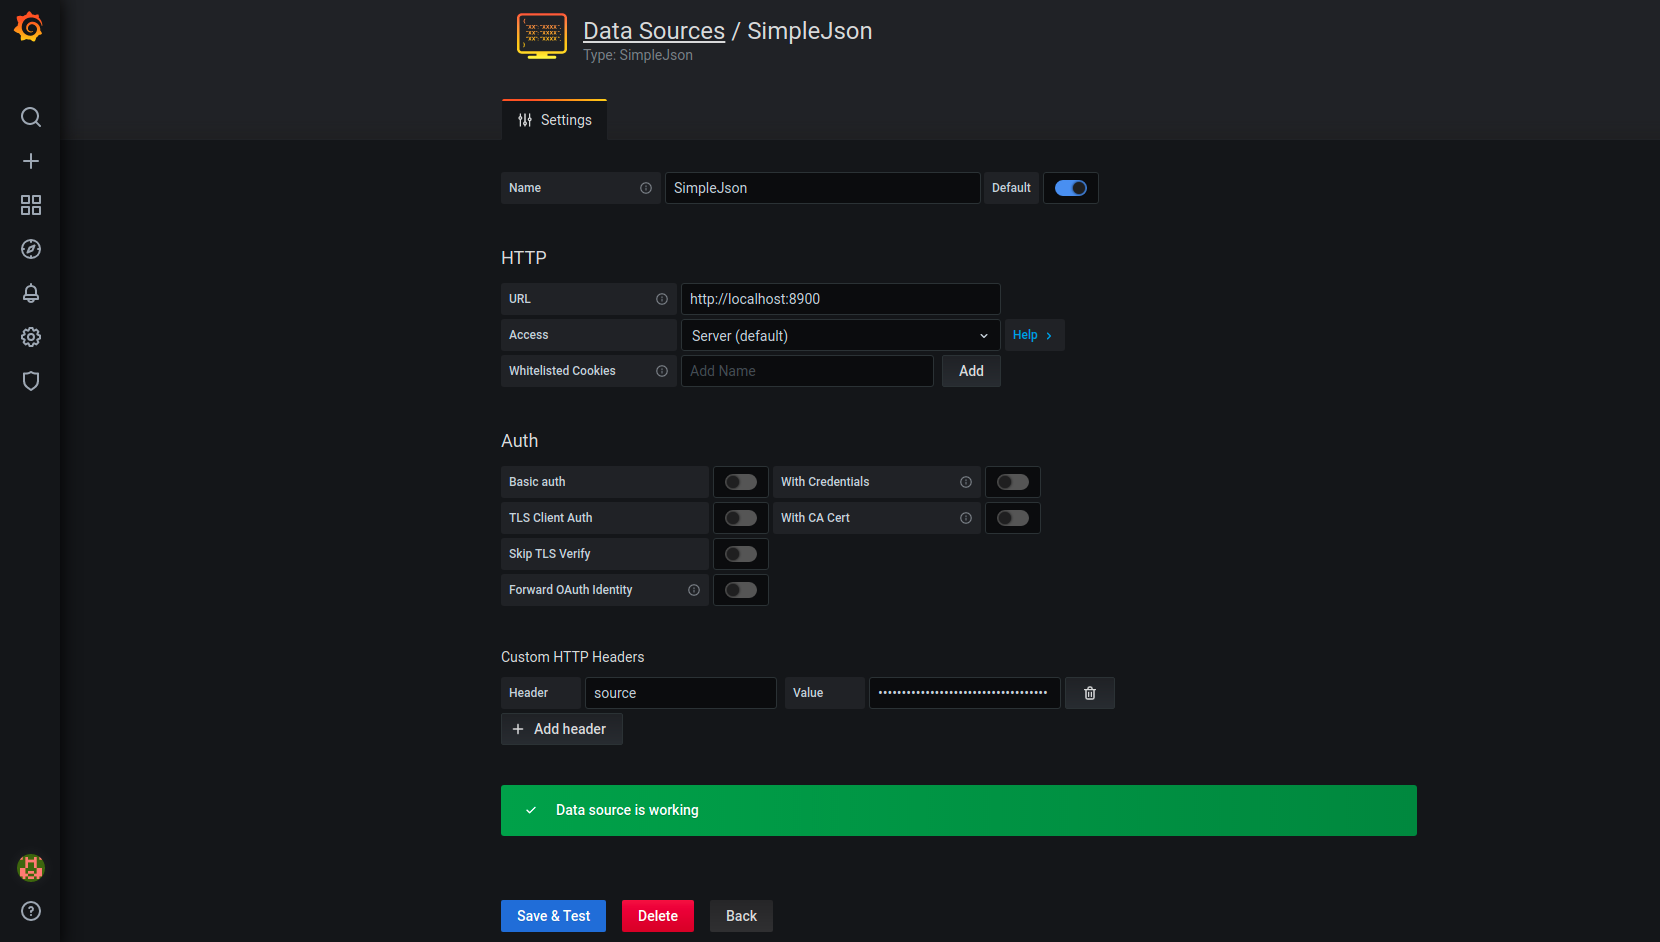 Data Sources / SimpleJson
Type: SimpleJson
Settings
Name SimpleJson Default
HTTP
URL http://localhost:8900
Access Server (default) Help
Whitelisted Cookies Add Name Add
Auth
Basic auth With Credentials
TLS Client Auth With CA Cert
Skip TLS Verify
Forward OAuth Identity
Custom HTTP Headers
Header source Value ••••••••••••••••••••••••••••••••••••
Add header
Data source is working
Save & Test Delete Back